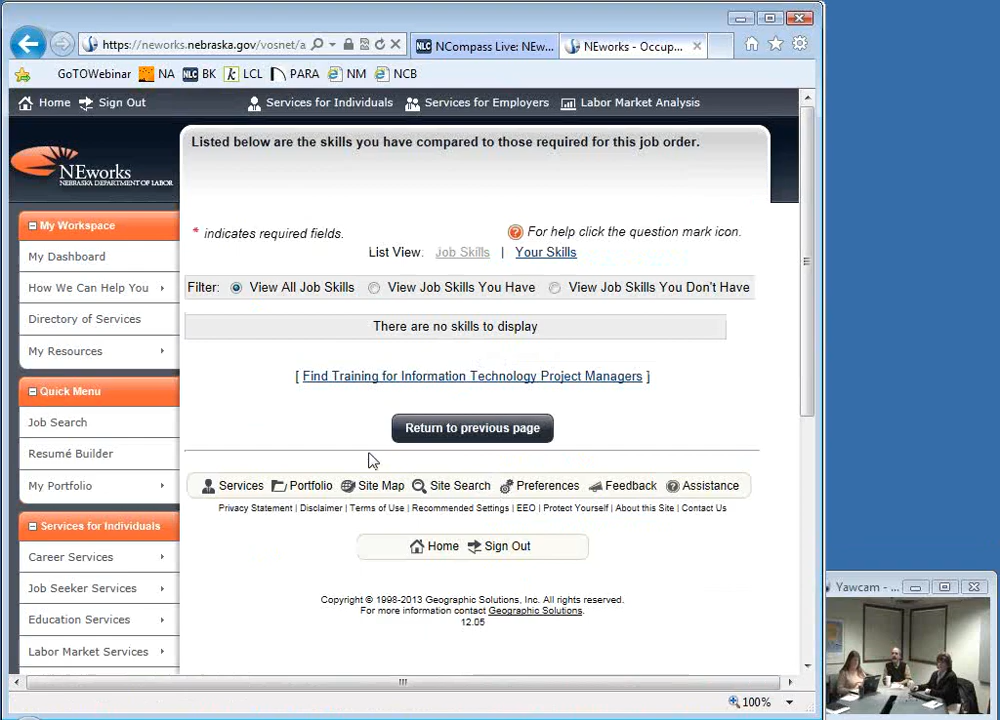 https://neworks.nebraska.gov/vosnet/a
NCompass Live: NEw...
NEworks - Occup...
GoTOWebinar NA NLC BK k LCL PARA NM NCB
Home Sign Out Services for Individuals Services for Employers Labor Market Analysis
NEworks
NEBRASKA DEPARTMENT OF LABOR
Listed below are the skills you have compared to those required for this job order.
* indicates required fields.
For help click the question mark icon.
List View: Job Skills | Your Skills
Filter: View All Job Skills View Job Skills You Have View Job Skills You Don't Have
There are no skills to display
[ Find Training for Information Technology Project Managers ]
Return to previous page
Services Portfolio Site Map Site Search Preferences Feedback Assistance
Privacy Statement | Disclaimer | Terms of Use | Recommended Settings | EEO | Protect Yourself | About this Site | Contact Us
Home Sign Out
Copyright © 1998-2013 Geographic Solutions, Inc. All rights reserved.
For more information contact Geographic Solutions.
12.05
My Workspace
My Dashboard
How We Can Help You
Directory of Services
My Resources
Quick Menu
Job Search
Resumé Builder
My Portfolio
Services for Individuals
Career Services
Job Seeker Services
Education Services
Labor Market Services
100%
Yawcam - ...